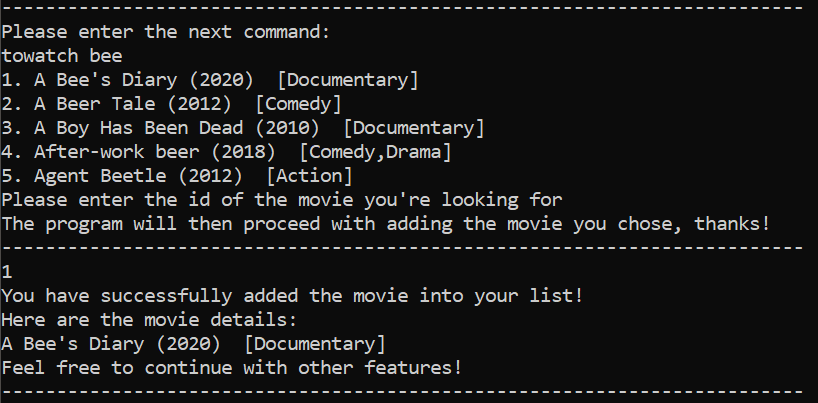 -------------------------------------------------------------------------
Please enter the next command:
towatch bee
1. A Bee's Diary (2020)  [Documentary]
2. A Beer Tale (2012)  [Comedy]
3. A Boy Has Been Dead (2010)  [Documentary]
4. After-work beer (2018)  [Comedy,Drama]
5. Agent Beetle (2012)  [Action]
Please enter the id of the movie you're looking for
The program will then proceed with adding the movie you chose, thanks!
-------------------------------------------------------------------------
1
You have successfully added the movie into your list!
Here are the movie details:
A Bee's Diary (2020)  [Documentary]
Feel free to continue with other features!
-------------------------------------------------------------------------